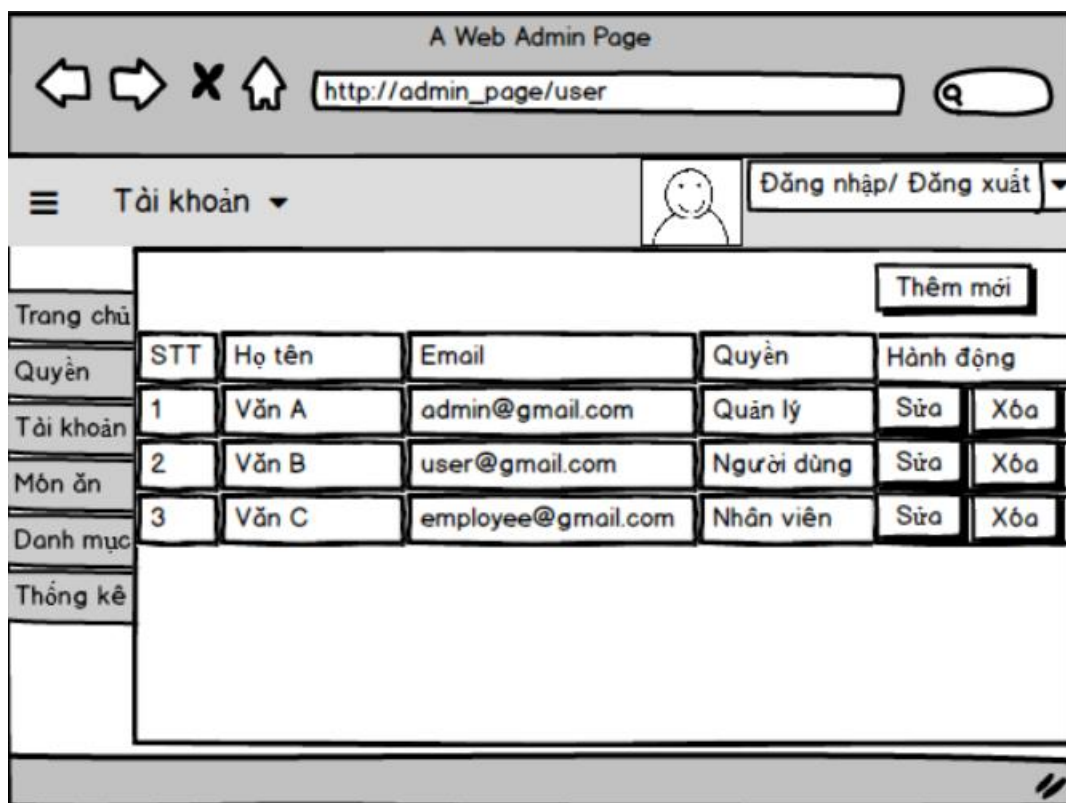 A Web Admin Page
http://admin_page/user
Tài khoản
Đăng nhập/ Đăng xuất
Thêm mới
Trang chủ
Quyền
Tài khoản
Món ăn
Danh mục
Thống kê
STT Họ tên Email Quyền Hành động
1 Văn A admin@gmail.com Quản lý Sửa Xóa
2 Văn B user@gmail.com Người dùng Sửa Xóa
3 Văn C employee@gmail.com Nhân viên Sửa Xóa